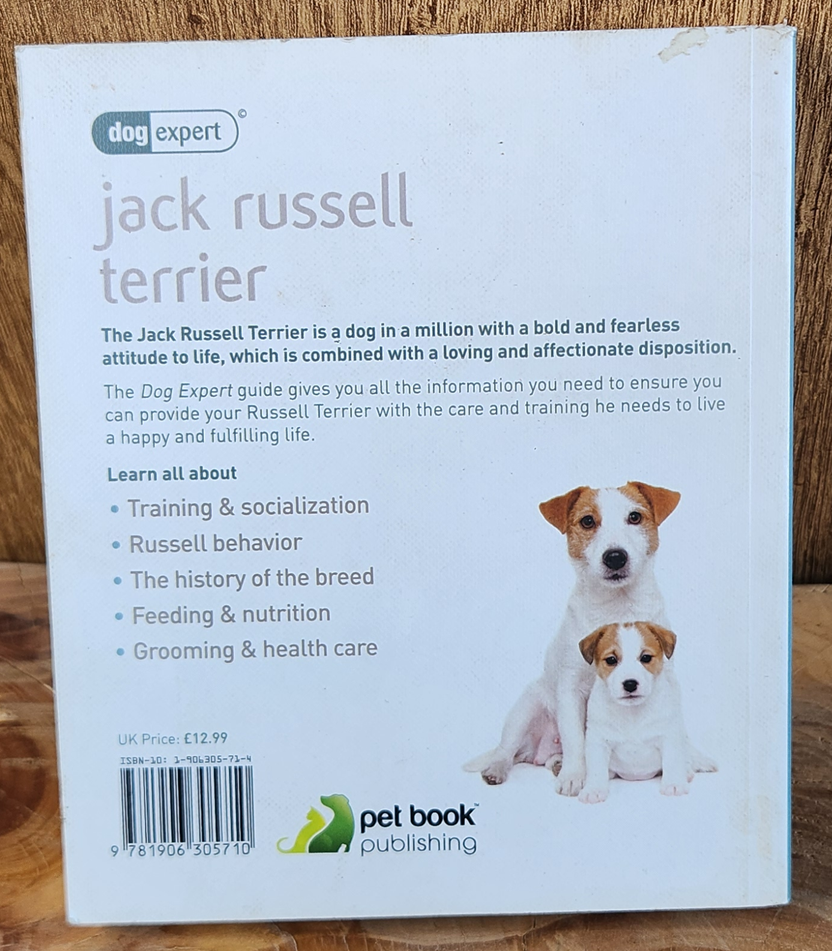 dog expert ©
jack russell
terrier
The Jack Russell Terrier is a dog in a million with a bold and fearless
attitude to life, which is combined with a loving and affectionate disposition.
The Dog Expert guide gives you all the information you need to ensure you
can provide your Russell Terrier with the care and training he needs to live
a happy and fulfilling life.
Learn all about
• Training & socialization
• Russell behavior
• The history of the breed
• Feeding & nutrition
• Grooming & health care
UK Price: £12.99
ISBN-10: 1-906305-71-4
9 781906 305710
pet book™
publishing